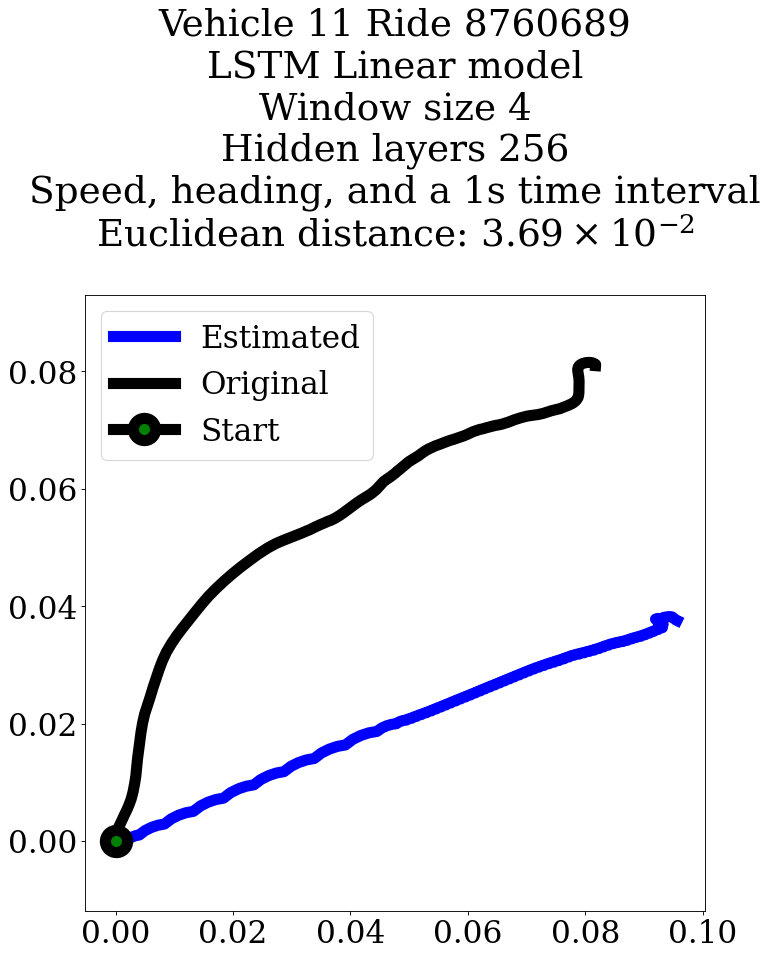 Vehicle 11 Ride 8760689
LSTM Linear model
Window size 4
Hidden layers 256
Speed, heading, and a 1s time interval
Euclidean distance: 3.69 × 10⁻²
Estimated
Original
Start
0.08
0.06
0.04
0.02
0.00
0.00 0.02 0.04 0.06 0.08 0.10